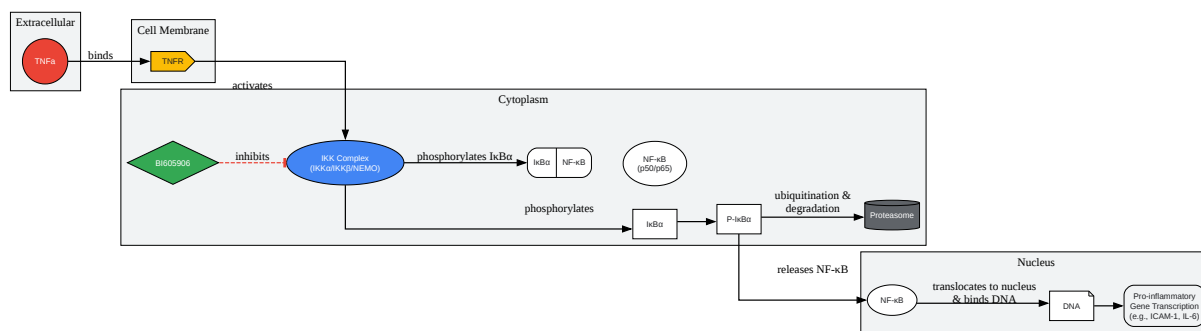 Extracellular
TNFa
binds
Cell Membrane
TNFR
activates
Cytoplasm
BI605906
inhibits
IKK Complex
(IKKα/IKKβ/NEMO)
phosphorylates IκBα
IκBα
NF-κB
NF-κB
(p50/p65)
phosphorylates
IκBα
P-IκBα
ubiquitination &
degradation
Proteasome
releases NF-κB
Nucleus
NF-κB
translocates to nucleus
& binds DNA
DNA
Pro-inflammatory
Gene Transcription
(e.g., ICAM-1, IL-6)